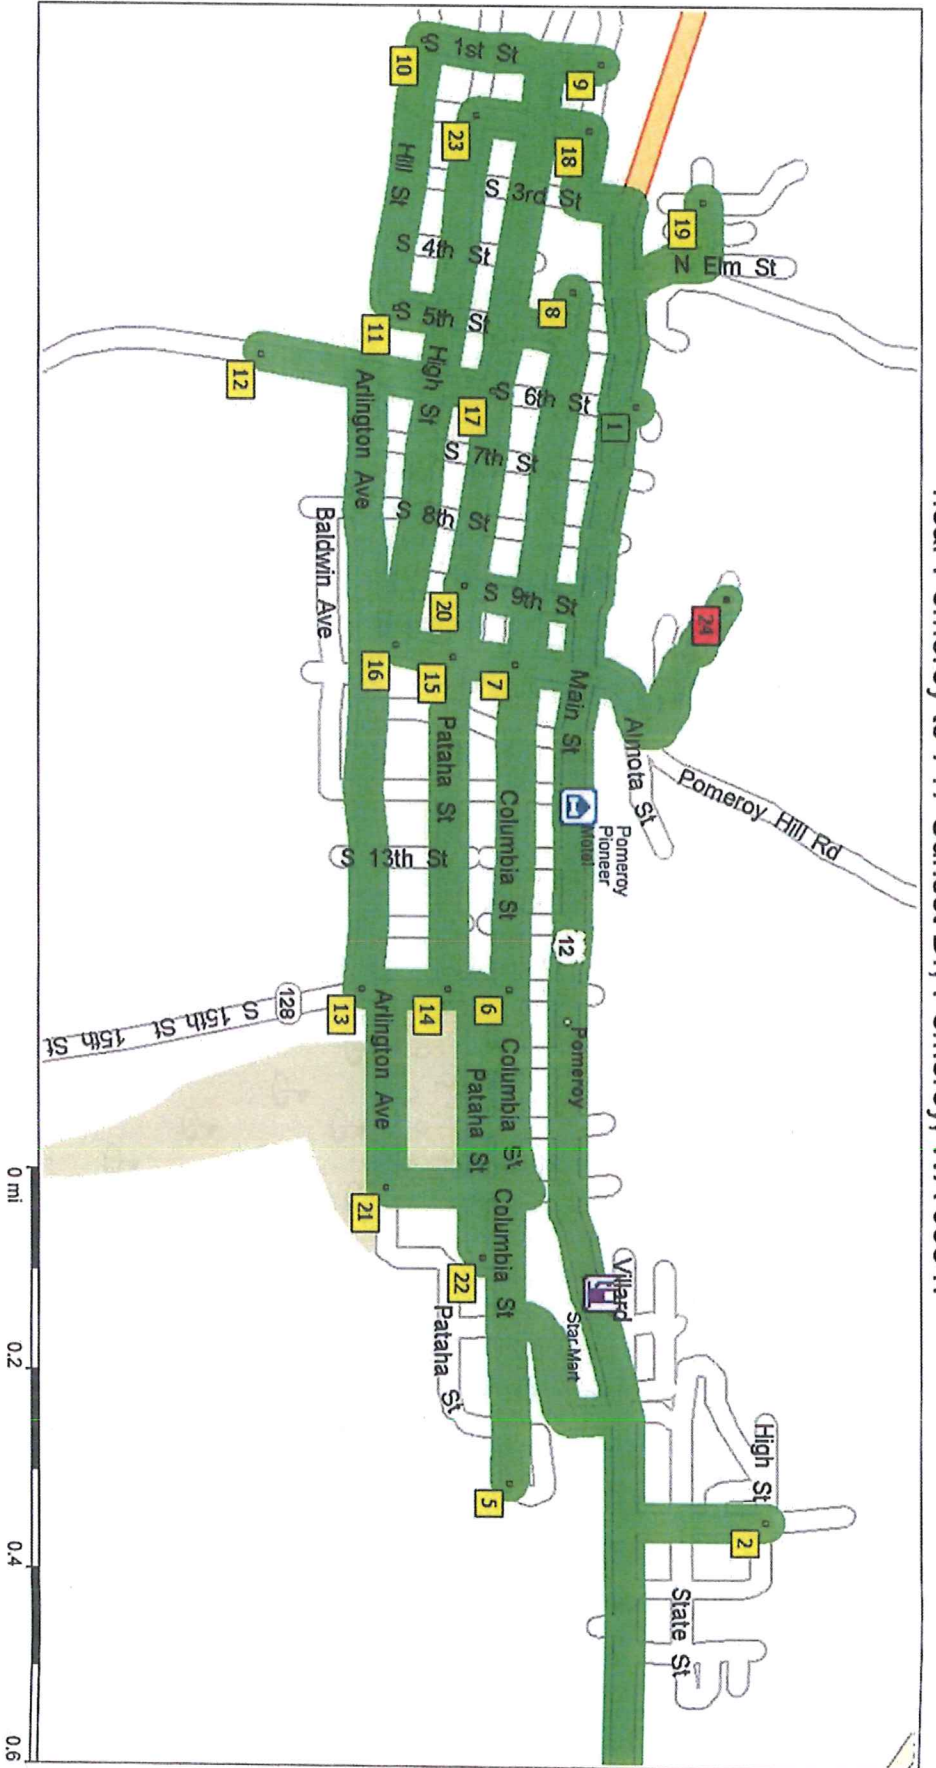 S 1st St
10
9
23
18
Hill St
S 3rd St
19
N Elm St
S 4th St
8
S 5th St
11
12
High St
Arlington Ave
17
S 6th St
1
S 7th St
S 8th St
Baldwin Ave
S 9th St
20
24
16
15
7
Main St
Almota St
Pomeroy Hill Rd
Pataha St
Columbia St
Pomeroy
Pioneer
Motel
S 13th St
12
128
S 15th St
15th St
15th St
13
14
6
Arlington Ave
Pataha St
Columbia St
Pomeroy
21
22
Columbia St
Pataha St
Villard
Star Mart
High St
5
2
State St
0 mi
0.2
0.4
0.6